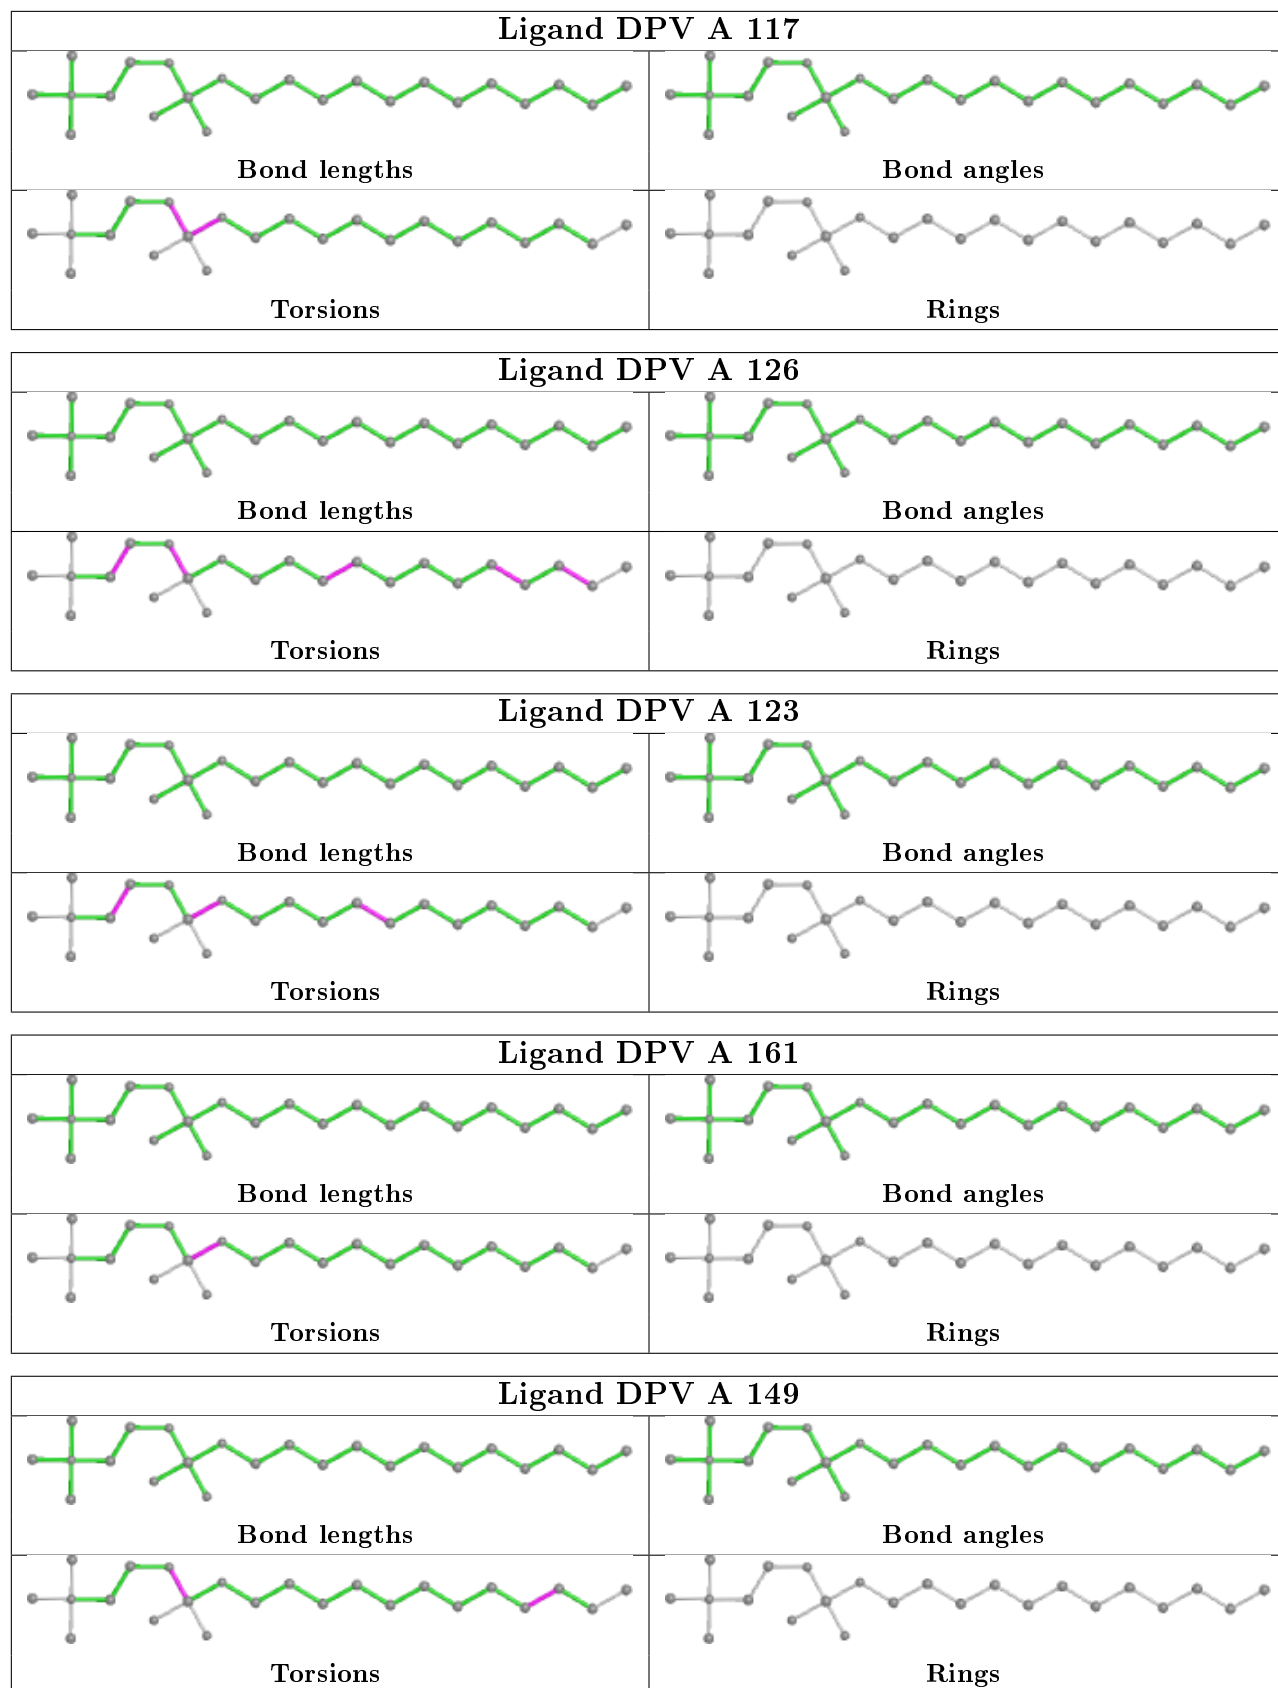 Ligand DPV A 117
Bond lengths
Bond angles
Torsions
Rings
Ligand DPV A 126
Bond lengths
Bond angles
Torsions
Rings
Ligand DPV A 123
Bond lengths
Bond angles
Torsions
Rings
Ligand DPV A 161
Bond lengths
Bond angles
Torsions
Rings
Ligand DPV A 149
Bond lengths
Bond angles
Torsions
Rings